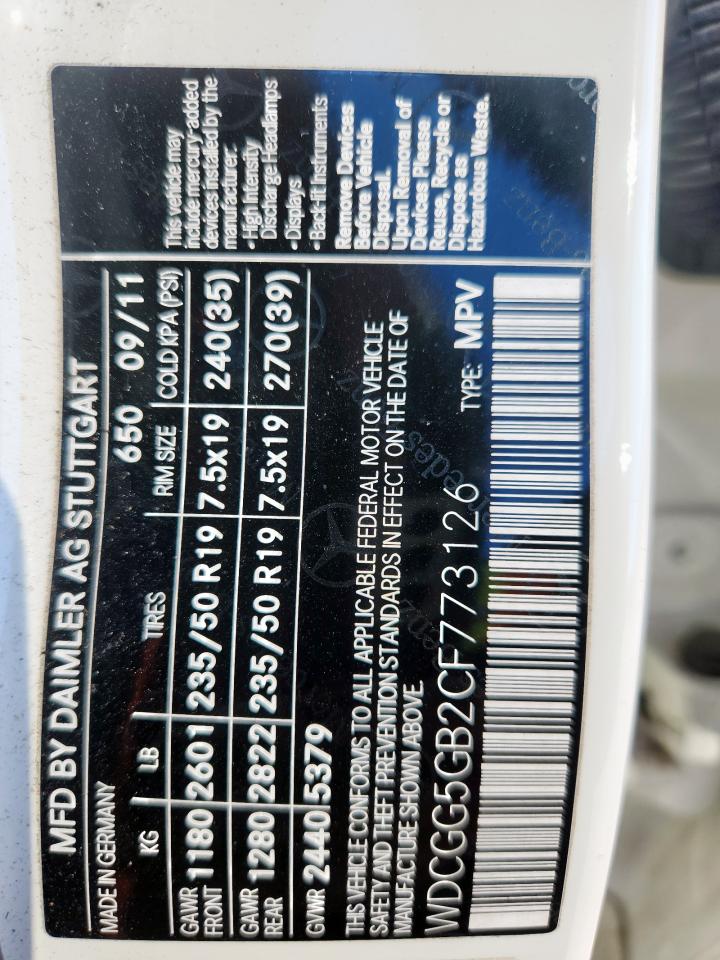 MFD BY DAIMLER AG STUTTGART
MADE IN GERMANY 650 09/11
KG LB TIRES RIM SIZE COLD KPA (PSI)
GAWR FRONT 1180 2601 235/50 R19 7.5x19 240(35)
GAWR REAR 1280 2822 235/50 R19 7.5x19 270(39)
GVWR 2440 5379
THIS VEHICLE CONFORMS TO ALL APPLICABLE FEDERAL MOTOR VEHICLE
SAFETY AND THEFT PREVENTION STANDARDS IN EFFECT ON THE DATE OF
MANUFACTURE SHOWN ABOVE.
WDCGG5GB2CF773126 TYPE: MPV
This vehicle may
include mercury-added
devices installed by the
manufacturer:
• High Intensity
Discharge Headlamps
• Displays
• Back-lit Instruments
Remove Devices
Before Vehicle
Disposal.
Upon Removal of
Devices Please
Reuse, Recycle or
Dispose as
Hazardous Waste.